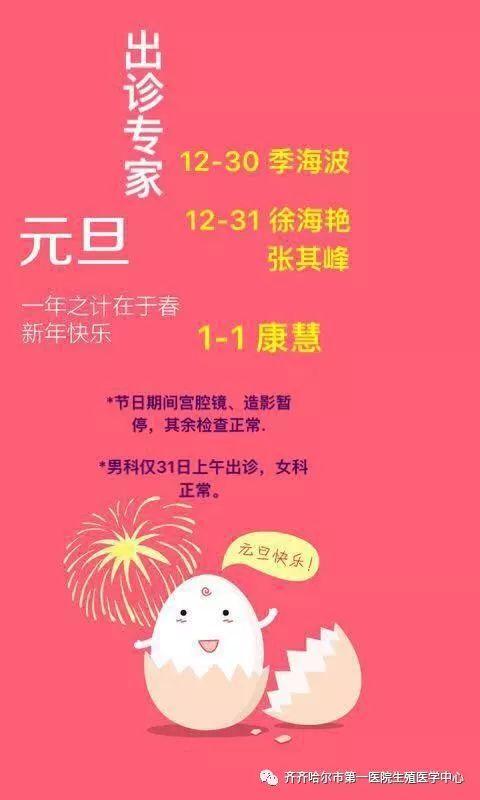 出诊专家
12-30 季海波
12-31 徐海艳
张其峰
元旦
一年之计在于春
新年快乐
1-1 康慧
*节日期间宫腔镜、造影暂
停，其余检查正常.
*男科仅31日上午出诊，女科
正常。
元旦快乐！
齐齐哈尔市第一医院生殖医学中心